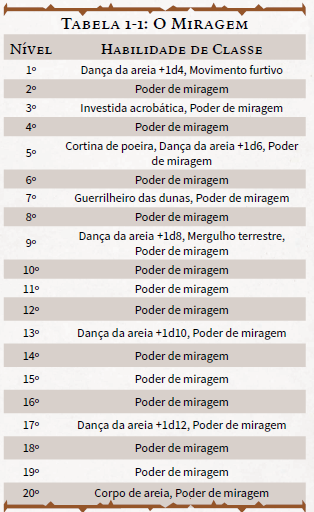 Tabela 1-1: O Miragem
Nível Habilidade de Classe
1º Dança da areia +1d4, Movimento furtivo
2º Poder de miragem
3º Investida acrobática, Poder de miragem
4º Poder de miragem
5º Cortina de poeira, Dança da areia +1d6, Poder
de miragem
6º Poder de miragem
7º Guerrilheiro das dunas, Poder de miragem
8º Poder de miragem
9º Dança da areia +1d8, Mergulho terrestre,
Poder de miragem
10º Poder de miragem
11º Poder de miragem
12º Poder de miragem
13º Dança da areia +1d10, Poder de miragem
14º Poder de miragem
15º Poder de miragem
16º Poder de miragem
17º Dança da areia +1d12, Poder de miragem
18º Poder de miragem
19º Poder de miragem
20º Corpo de areia, Poder de miragem